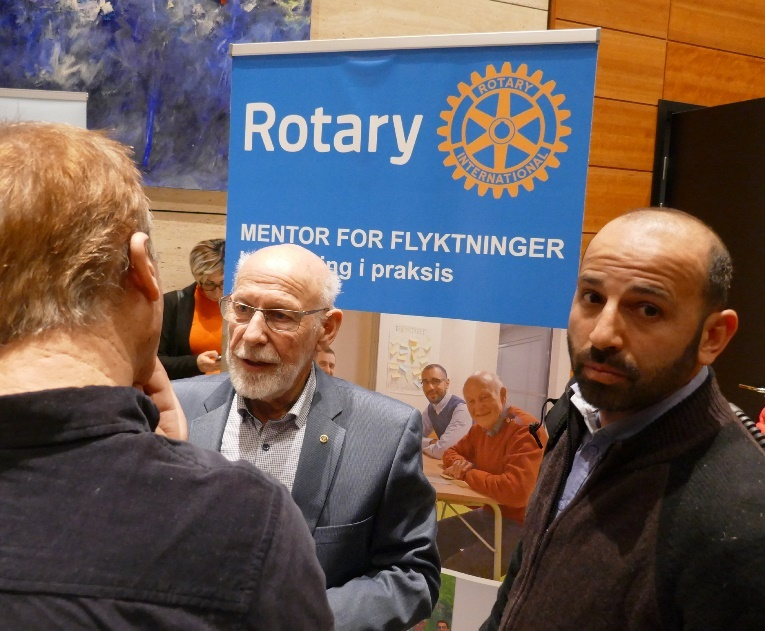 Rotary
ROTARY
INTERNATIONAL
MENTOR FOR FLYKTNINGER
i praksis